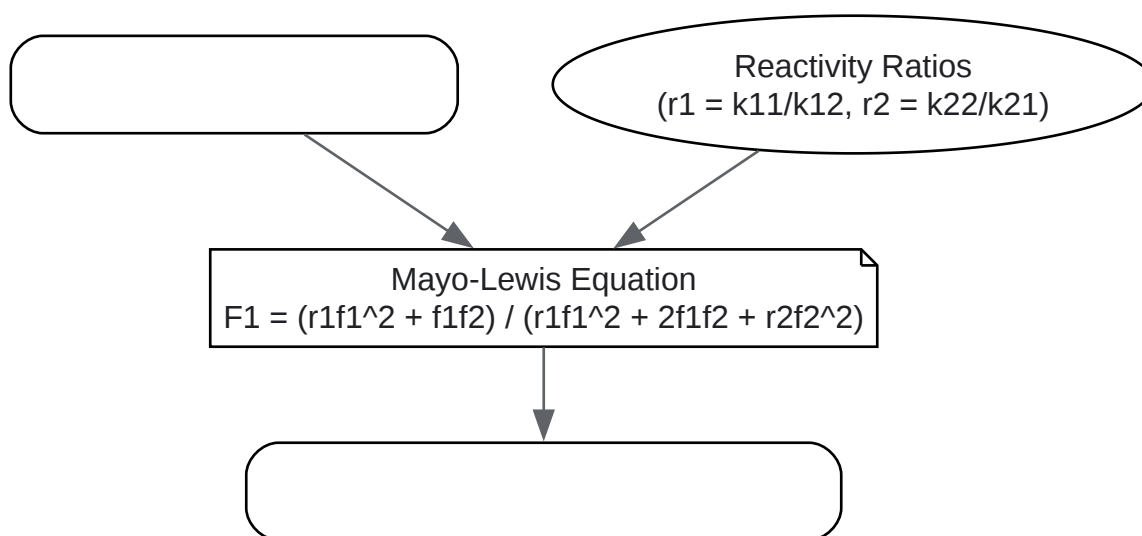 Reactivity Ratios
(r1 = k11/k12, r2 = k22/k21)
Mayo-Lewis Equation
F1 = (r1f1^2 + f1f2) / (r1f1^2 + 2f1f2 + r2f2^2)